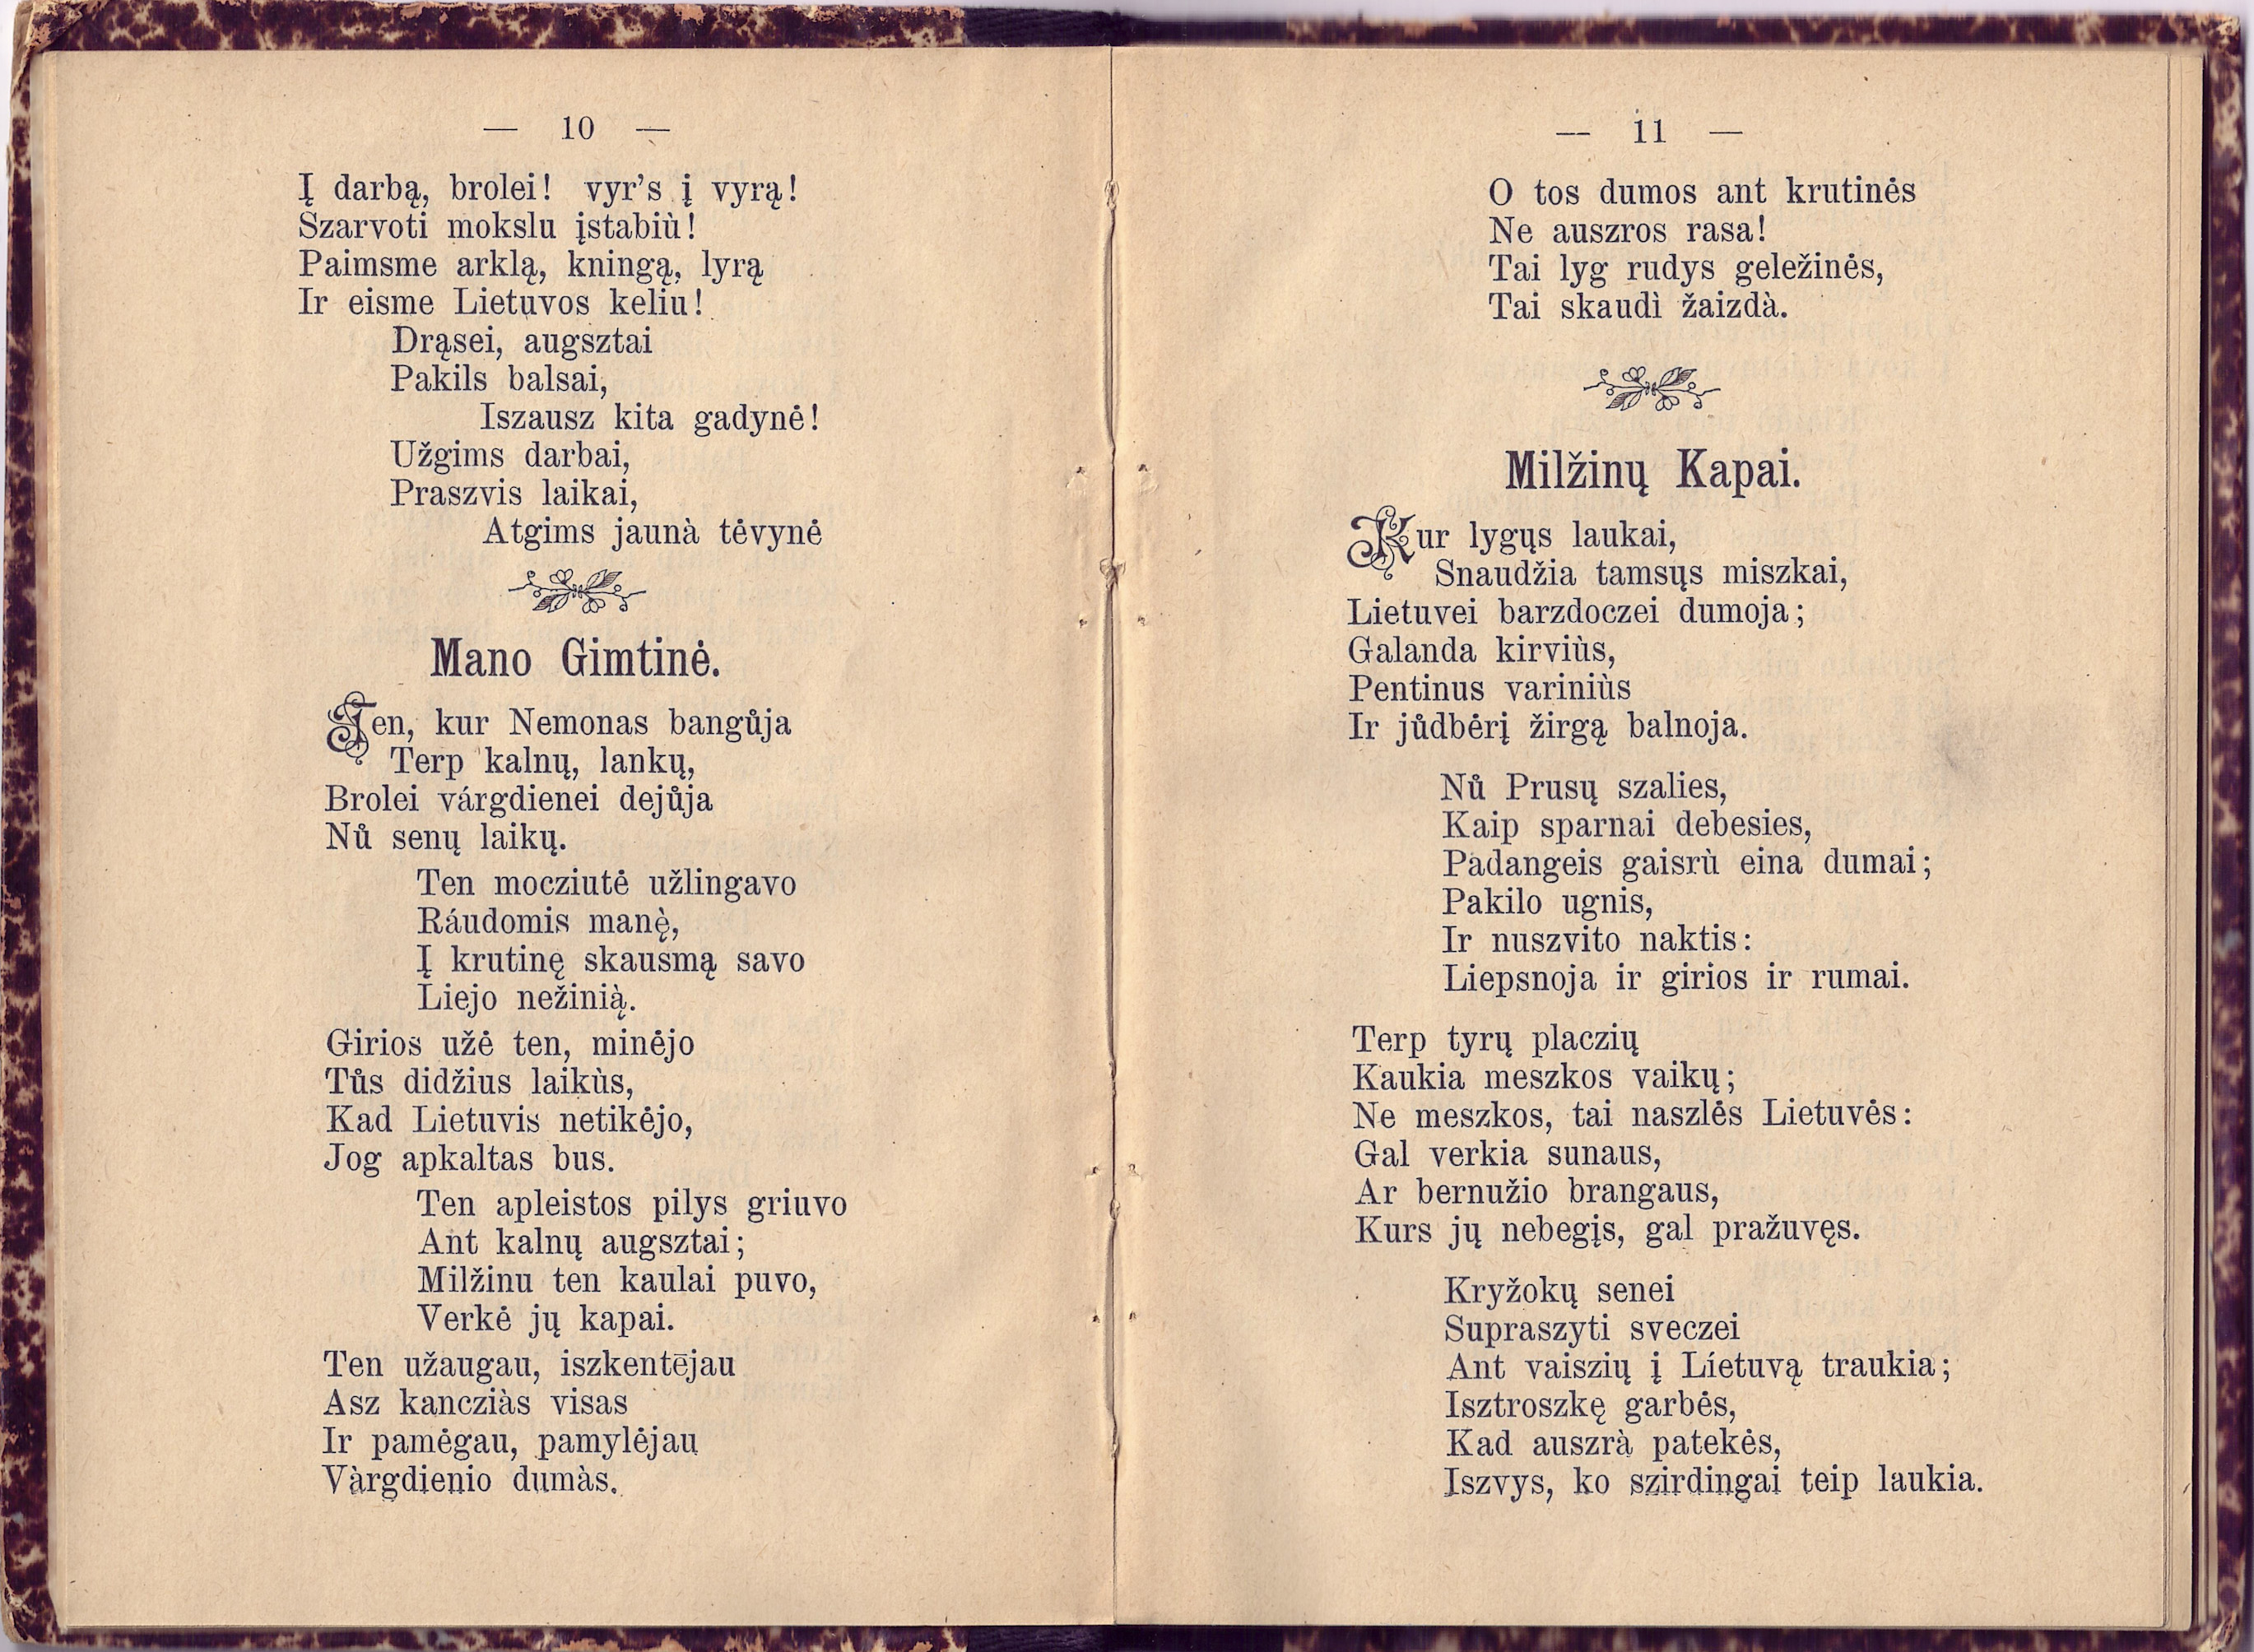 — 10 —
Į darbą, brolei! vyr’s į vyrą!
Szarvoti mokslu įstabiù!
Paimsme arklą, kningą, lyrą
Ir eisme Lietuvos keliu!
Drąsei, augsztai
Pakils balsai,
Iszausz kita gadynė!
Užgims darbai,
Praszvis laikai,
Atgims jaunà tėvynė
Mano Gimtinė.
Ten, kur Nemonas bangůja
Terp kalnų, lankų,
Brolei várgdienei dejůja
Nů senų laikų.
Ten mocziutė užlingavo
Ráudomis manę̀,
Į krutinę skausmą savo
Liejo nežinią̀.
Girios užė ten, minėjo
Tůs didžius laikùs,
Kad Lietuvis netikėjo,
Jog apkaltas bus.
Ten apleistos pilys griuvo
Ant kalnų augsztai;
Milžinu ten kaulai puvo,
Verkė jų kapai.
Ten užaugau, iszkentējau
Asz kancziàs visas
Ir pamėgau, pamylėjau
Vàrgdienio dumàs.
— 11 —
O tos dumos ant krutinės
Ne auszros rasa!
Tai lyg rudys geležinės,
Tai skaudì žaizdà.
Milžinų Kapai.
Kur lygųs laukai,
Snaudžia tamsųs miszkai,
Lietuvei barzdoczei dumoja;
Galanda kirviùs,
Pentinus variniùs
Ir jůdbėrį žirgą balnoja.
Nů Prusų szalies,
Kaip sparnai debesies,
Padangeis gaisrù eina dumai;
Pakilo ugnis,
Ir nuszvito naktis:
Liepsnoja ir girios ir rumai.
Terp tyrų placzių
Kaukia meszkos vaikų;
Ne meszkos, tai naszlės Lietuvės:
Gal verkia sunaus,
Ar bernužio brangaus,
Kurs jų nebegįs, gal pražuvęs.
Kryžokų senei
Supraszyti sveczei
Ant vaiszių į Líetuvą traukia;
Isztroszkę garbės,
Kad auszrà patekės,
Iszvys, ko szirdingai teip laukia.